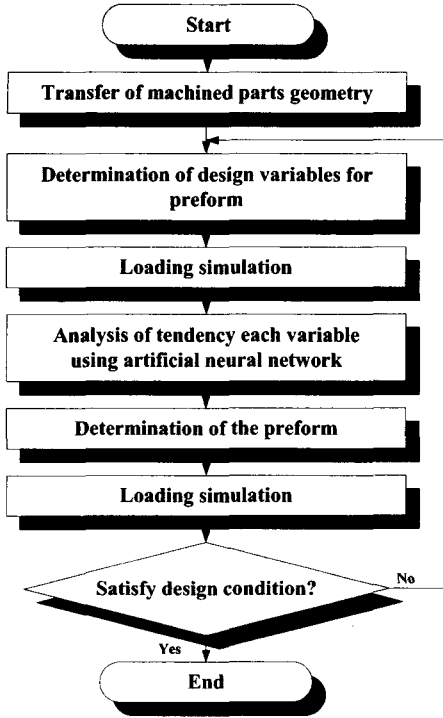 Start
Transfer of machined parts geometry
Determination of design variables for
preform
Loading simulation
Analysis of tendency each variable
using artificial neural network
Determination of the preform
Loading simulation
Satisfy design condition?
No
Yes
End